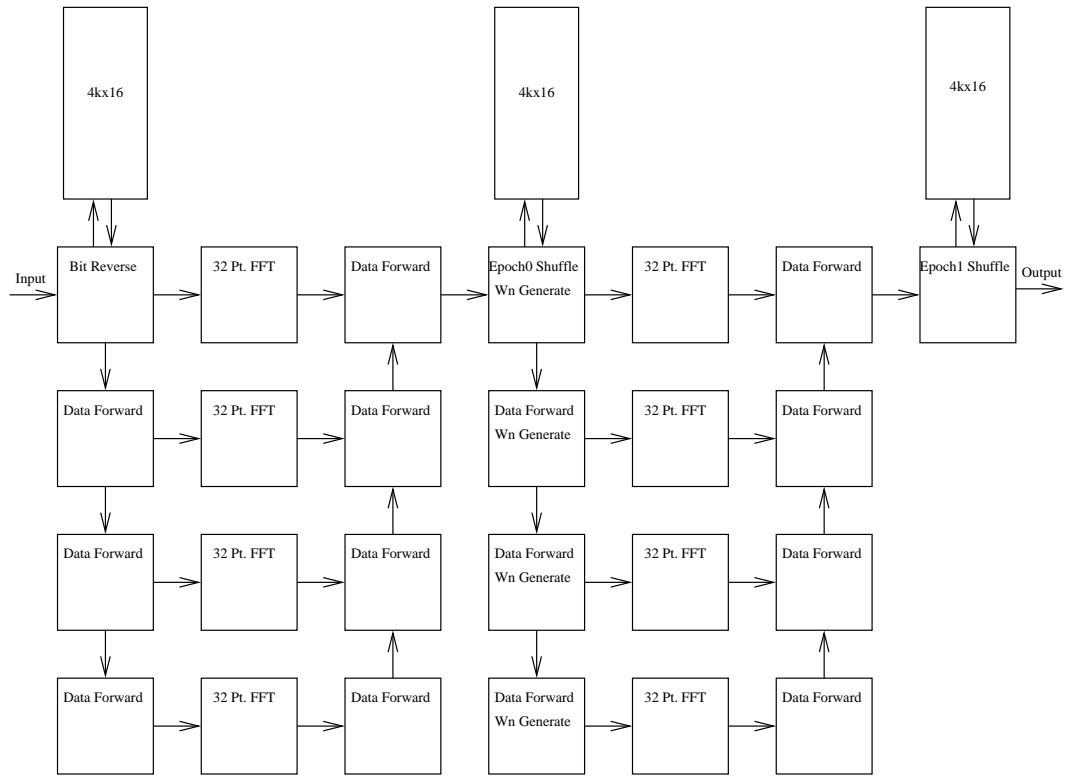 4kx16
4kx16
4kx16
Input
Bit Reverse
32 Pt. FFT
Data Forward
Epoch0 Shuffle
Wn Generate
32 Pt. FFT
Data Forward
Epoch1 Shuffle
Output
Data Forward
32 Pt. FFT
Data Forward
Data Forward
Wn Generate
32 Pt. FFT
Data Forward
Data Forward
32 Pt. FFT
Data Forward
Data Forward
Wn Generate
32 Pt. FFT
Data Forward
Data Forward
32 Pt. FFT
Data Forward
Data Forward
Wn Generate
32 Pt. FFT
Data Forward